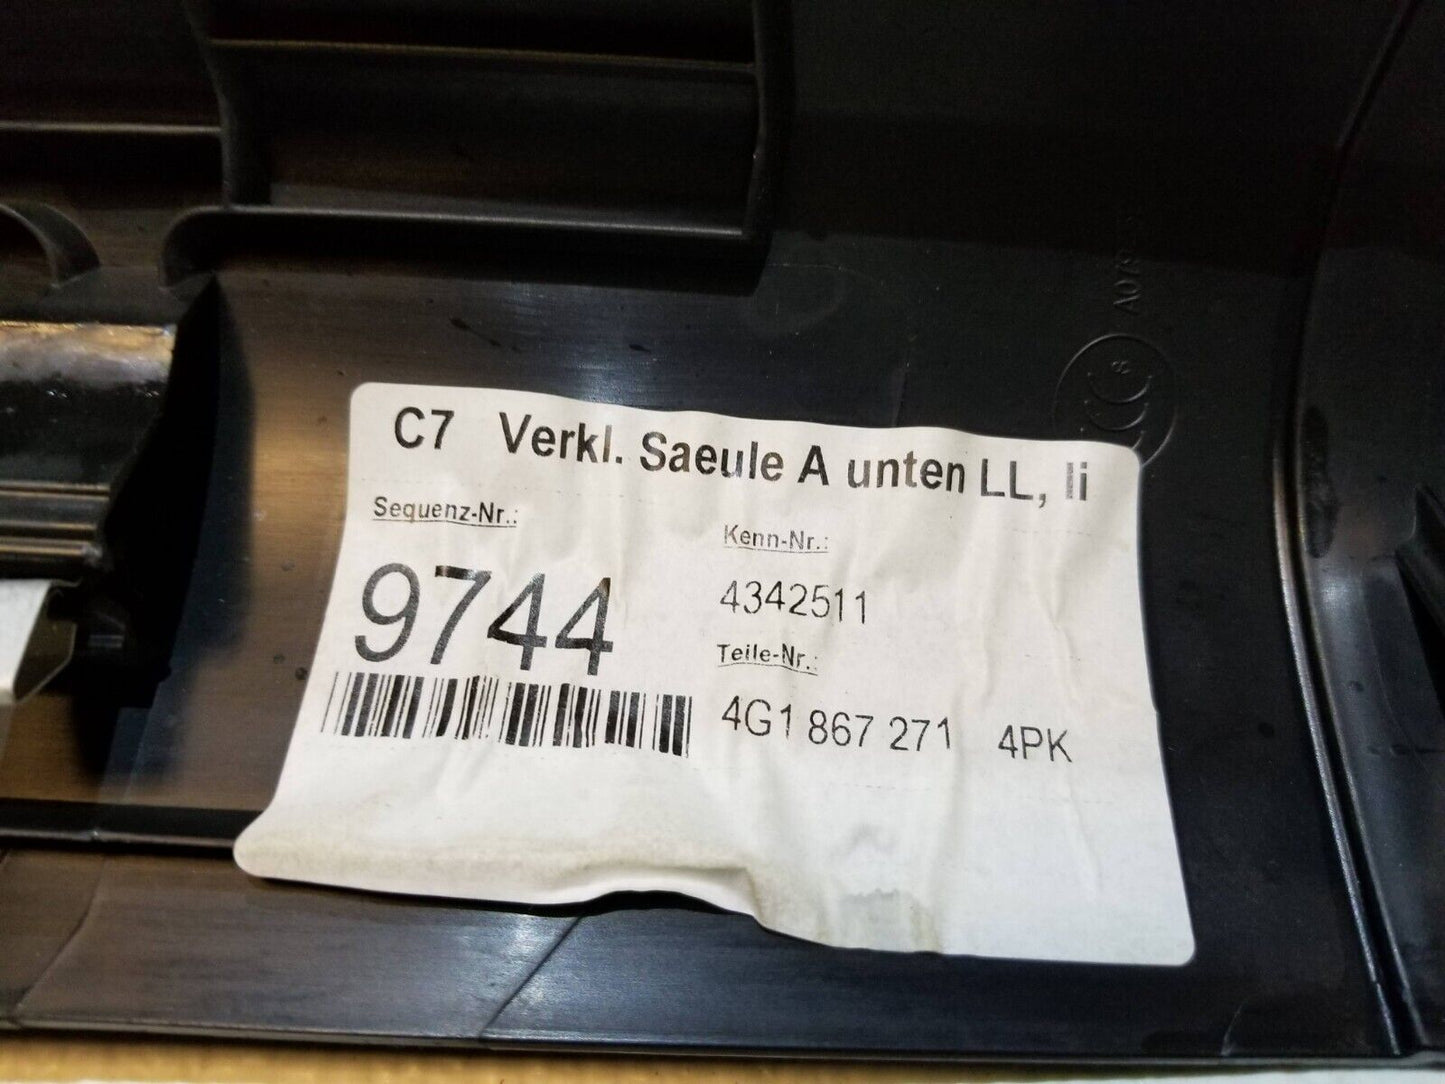 C7 Verkl. Saeule A unten LL, li
Sequenz-Nr.:
9744
Kenn-Nr.:
4342511
Teile-Nr.:
4G1 867 271 4PK